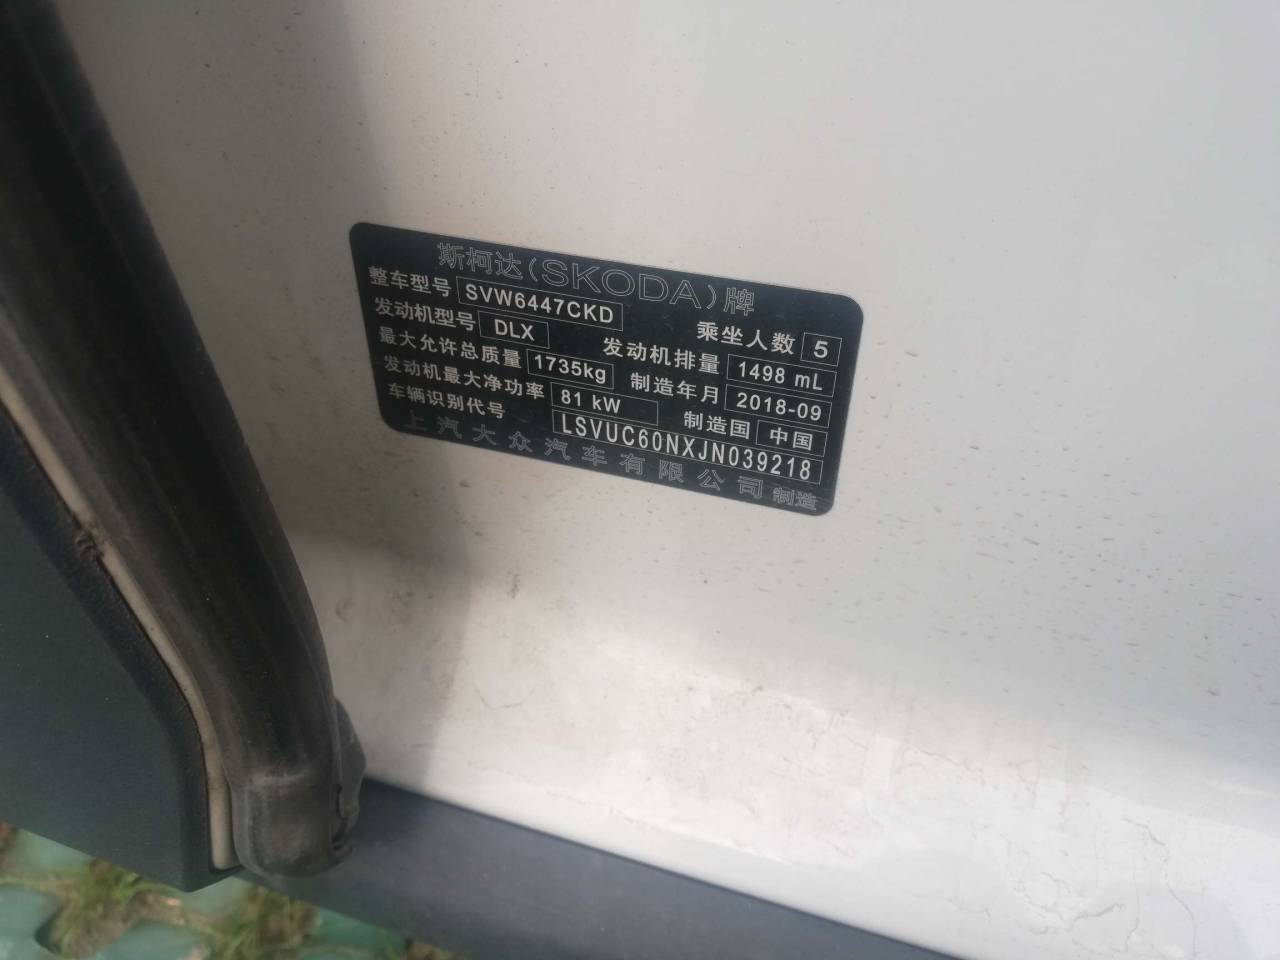 斯柯达(SKODA)牌
整车型号 SVW6447CKD 乘坐人数 5
发动机型号 DLX 发动机排量 1498 mL
最大允许总质量 1735kg 制造年月 2018-09
发动机最大净功率 81 kW 制造国 中国
车辆识别代号 LSVUC60NXJN039218
上汽大众汽车有限公司 制造